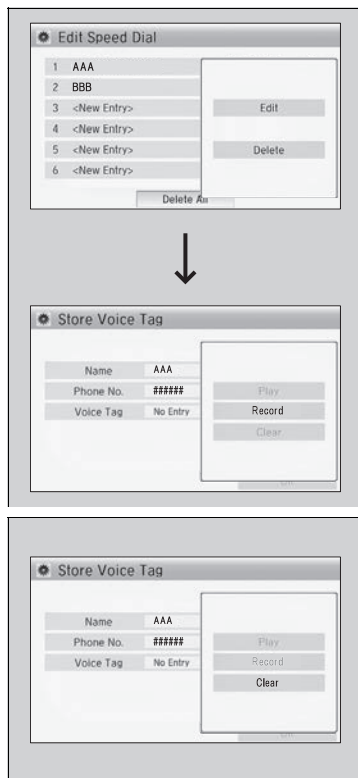 Edit Speed Dial
1 AAA
2 BBB
3 <New Entry>
4 <New Entry>
5 <New Entry>
6 <New Entry>
Edit
Delete
Delete All
Store Voice Tag
Name AAA
Phone No. ######
Voice Tag No Entry
Play
Record
Clear
Store Voice Tag
Name AAA
Phone No. ######
Voice Tag No Entry
Play
Record
Clear